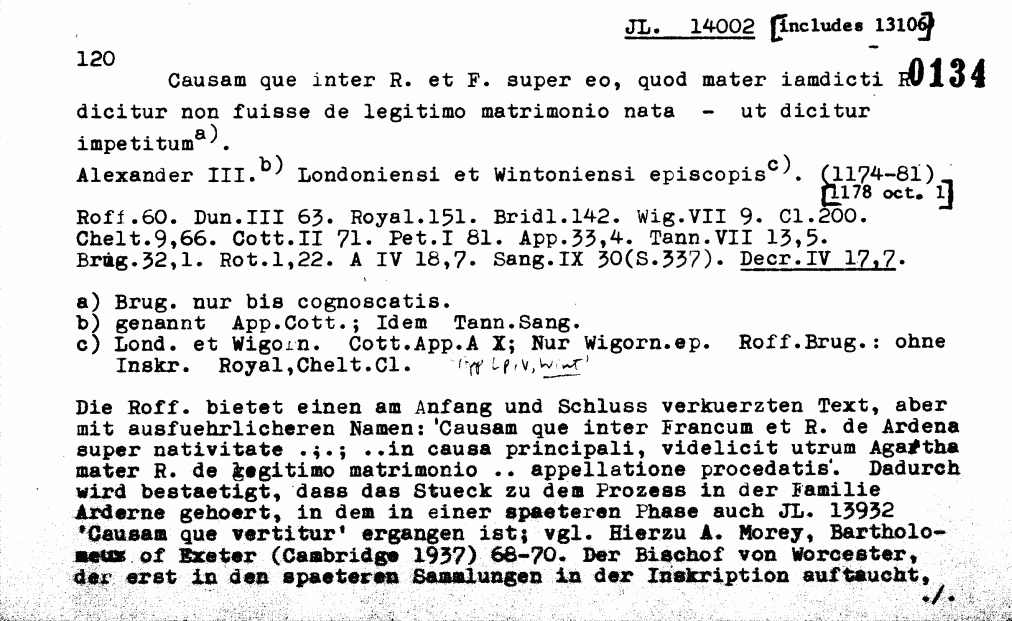 JL. 14002 [includes 13106]
120
Causam que inter R. et F. super eo, quod mater iamdicti R 0134
dicitur non fuisse de legitimo matrimonio nata - ut dicitur
impetitum a).
Alexander III. b) Londoniensi et Wintoniensi episcopis c). (1174-81)
[1178 oct. 1]
Roff.60. Dun.III 63. Royal.151. Bridl.142. Wig.VII 9. Cl.200.
Chelt.9,66. Cott.II 71. Pet.I 81. App.33,4. Tann.VII 13,5.
Brug.32,1. Rot.1,22. A IV 18,7. Sang.IX 30(S.337). Decr.IV 17,7.
a) Brug. nur bis cognoscatis.
b) genannt App.Cott.; Idem Tann.Sang.
c) Lond. et Wigorn. Cott.App.A X; Nur Wigorn.ep. Roff.Brug.: ohne
Inskr. Royal,Chelt.Cl.
Die Roff. bietet einen am Anfang und Schluss verkuerzten Text, aber
mit ausfuehrlicheren Namen: 'Causam que inter Francum et R. de Ardena
super nativitate .;.; ..in causa principali, videlicit utrum Agatha
mater R. de legitimo matrimonio .. appellatione procedatis'. Dadurch
wird bestaetigt, dass das Stueck zu dem Prozess in der Familie
Arderne gehoert, in dem in einer spaeteren Phase auch JL. 13932
'Causam que vertitur' ergangen ist; vgl. Hierzu A. Morey, Bartholo-
meus of Exeter (Cambridge 1937) 68-70. Der Bischof von Worcester,
der erst in den spaeteren Sammlungen in der Inskription auftaucht,
./.